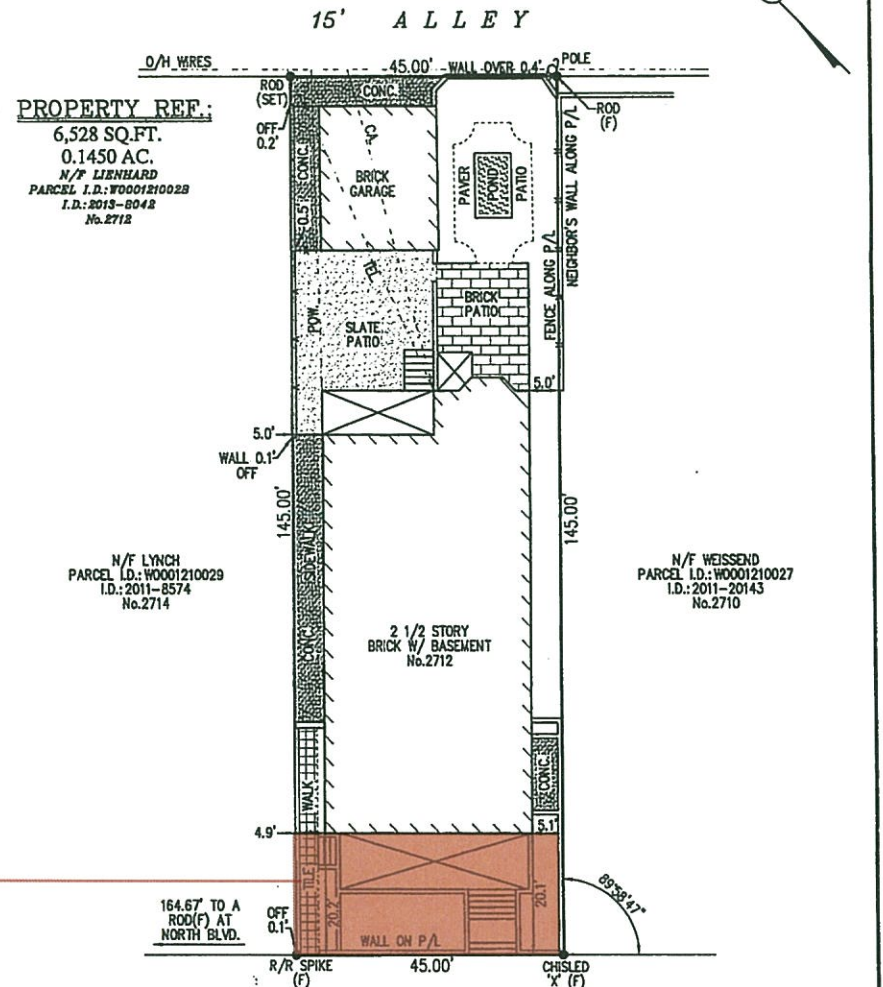 15' ALLEY
O/H WIRES
45.00'
WALL OVER 0.4'
POLE
ROD
(SET)
CONC.
ROD
(F)
PROPERTY REF.:
6,528 SQ.FT.
0.1450 AC.
N/F LIENHARD
PARCEL I.D.:W0001210028
I.D.:2013-8042
No.2712
OFF
0.2'
CONC.
0.5'
CA.
BRICK
GARAGE
PAVER
POND
PATIO
FENCE ALONG P/L
NEIGHBOR'S WALL ALONG P/L
TEL
POW.
SLATE
PATIO
BRICK
PATIO
5.0'
5.0'
WALL 0.1'
OFF
145.00'
145.00'
N/F LYNCH
PARCEL I.D.:W0001210029
I.D.:2011-8574
No.2714
CONC. SIDEWALK
2 1/2 STORY
BRICK W/ BASEMENT
No.2712
N/F WEISSEND
PARCEL I.D.:W0001210027
I.D.:2011-20143
No.2710
CONC.
TILE WALK
4.9'
5.1'
20.2'
20.1'
89°58'47"
164.67' TO A
ROD(F) AT
NORTH BLVD.
OFF
0.1'
WALL ON P/L
R/R SPIKE
(F)
45.00'
CHISLED
'X' (F)